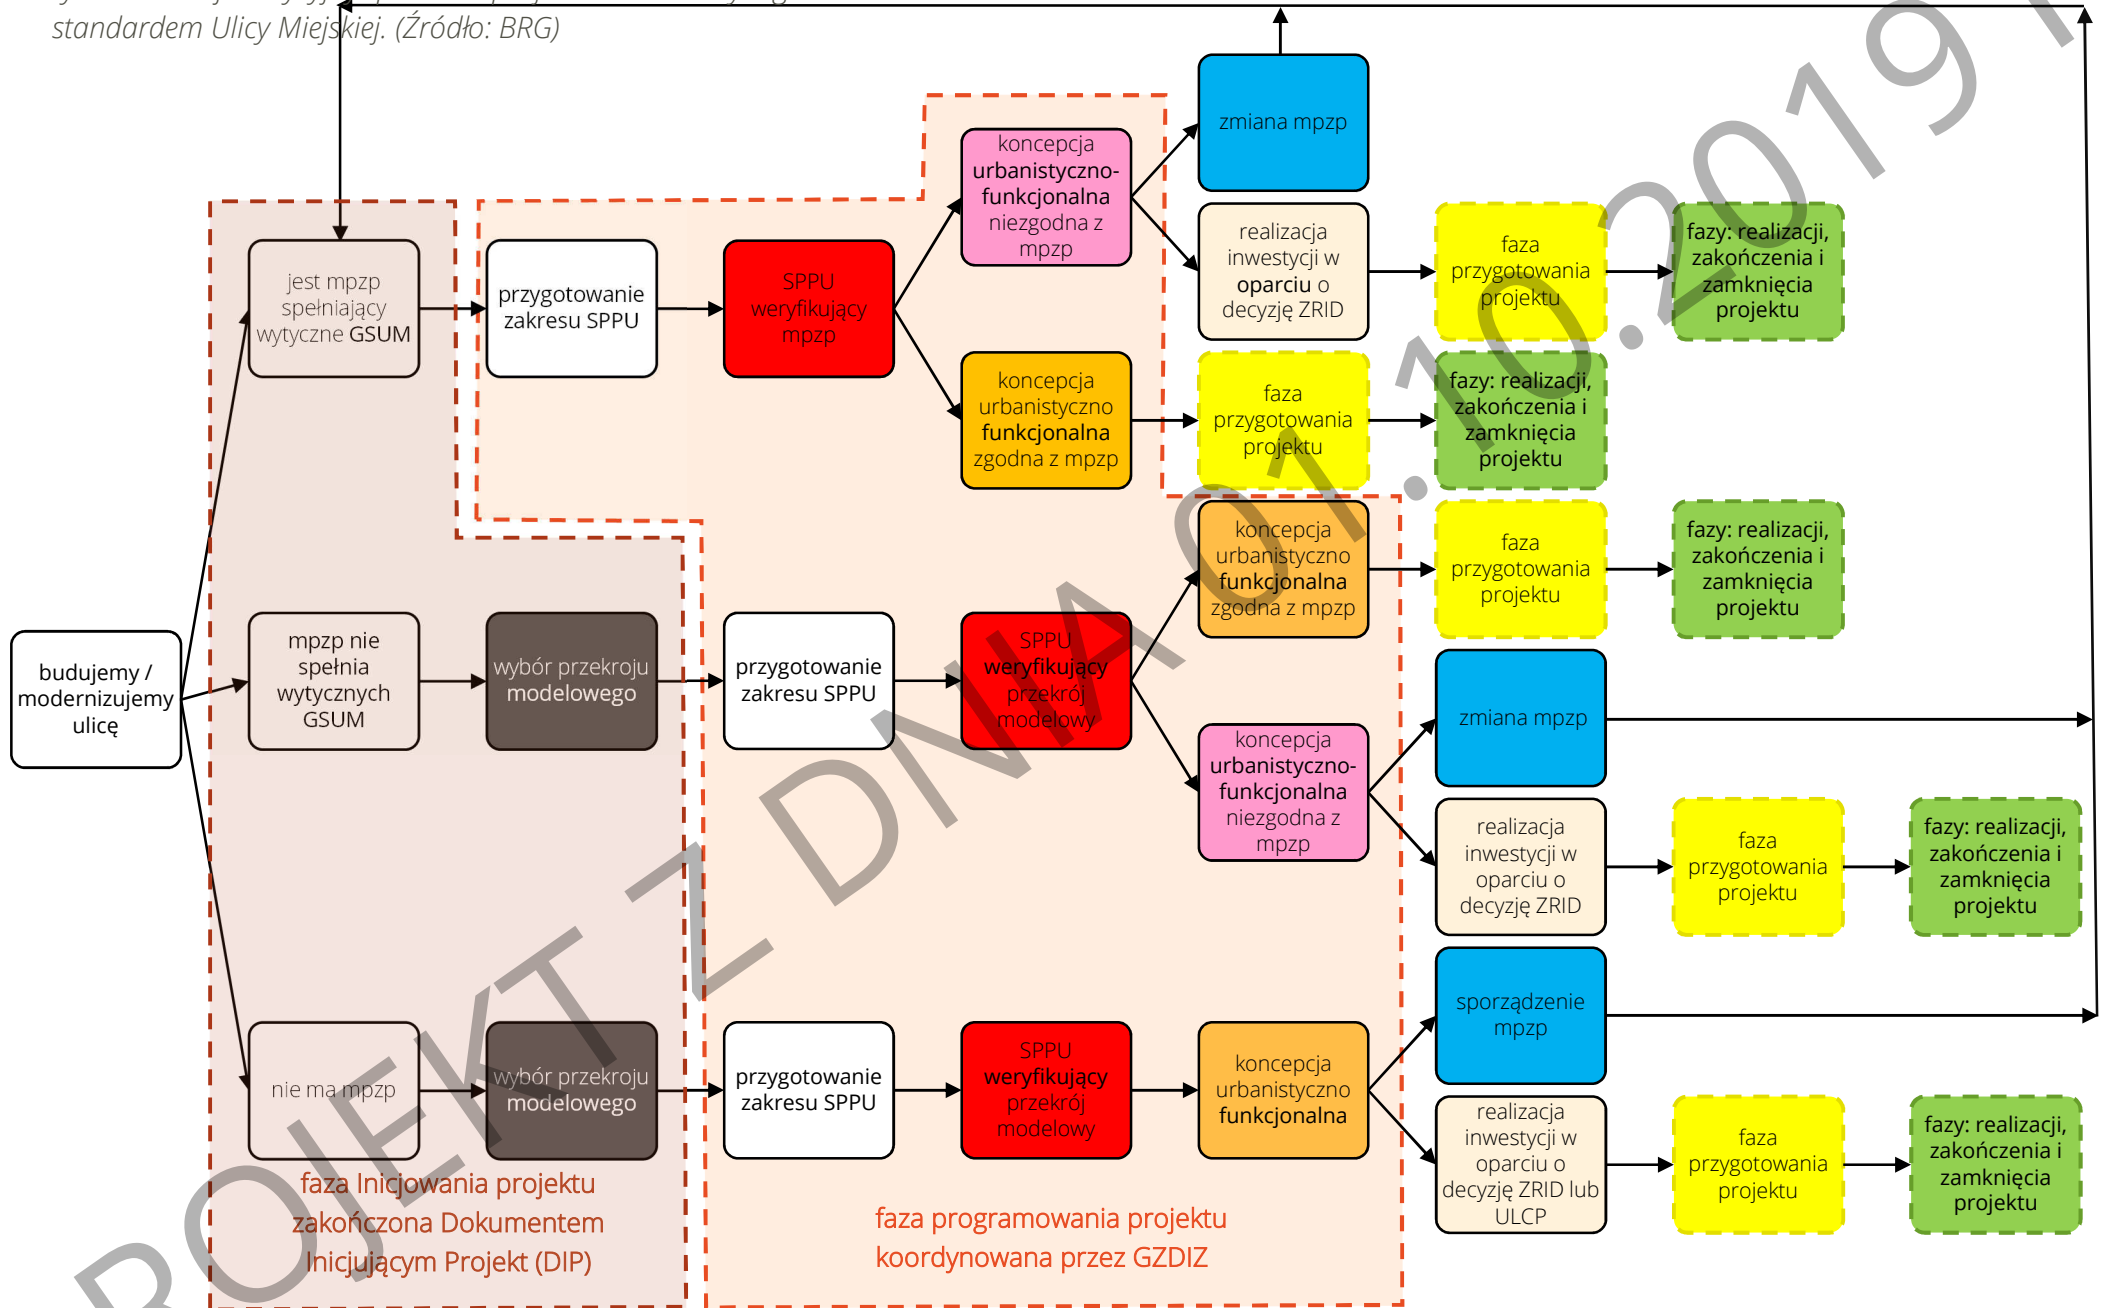 standardem Ulicy Miejskiej. (Źródło: BRG)
zmiana mpzp
koncepcja
urbanistyczno-
funkcjonalna
niezgodna z
mpzp
realizacja
inwestycji w
oparciu o
decyzję ZRID
faza
przygotowania
projektu
fazy: realizacji,
zakończenia i
zamknięcia
projektu
jest mpzp
spełniający
wytyczne GSUM
przygotowanie
zakresu SPPU
SPPU
weryfikujący
mpzp
koncepcja
urbanistyczno
funkcjonalna
zgodna z mpzp
faza
przygotowania
projektu
fazy: realizacji,
zakończenia i
zamknięcia
projektu
koncepcja
urbanistyczno
funkcjonalna
zgodna z mpzp
faza
przygotowania
projektu
fazy: realizacji,
zakończenia i
zamknięcia
projektu
budujemy /
modernizujemy
ulicę
mpzp nie
spełnia
wytycznych
GSUM
wybór przekroju
modelowego
przygotowanie
zakresu SPPU
SPPU
weryfikujący
przekrój
modelowy
zmiana mpzp
koncepcja
urbanistyczno-
funkcjonalna
niezgodna z
mpzp
realizacja
inwestycji w
oparciu o
decyzję ZRID
faza
przygotowania
projektu
fazy: realizacji,
zakończenia i
zamknięcia
projektu
sporządzenie
mpzp
nie ma mpzp
wybór przekroju
modelowego
przygotowanie
zakresu SPPU
SPPU
weryfikujący
przekrój
modelowy
koncepcja
urbanistyczno
funkcjonalna
realizacja
inwestycji w
oparciu o
decyzję ZRID lub
ULCP
faza
przygotowania
projektu
fazy: realizacji,
zakończenia i
zamknięcia
projektu
faza Inicjowania projektu
zakończona Dokumentem
Inicjującym Projekt (DIP)
faza programowania projektu
koordynowana przez GZDIZ
PROJEKT Z DNIA 01.10.2019